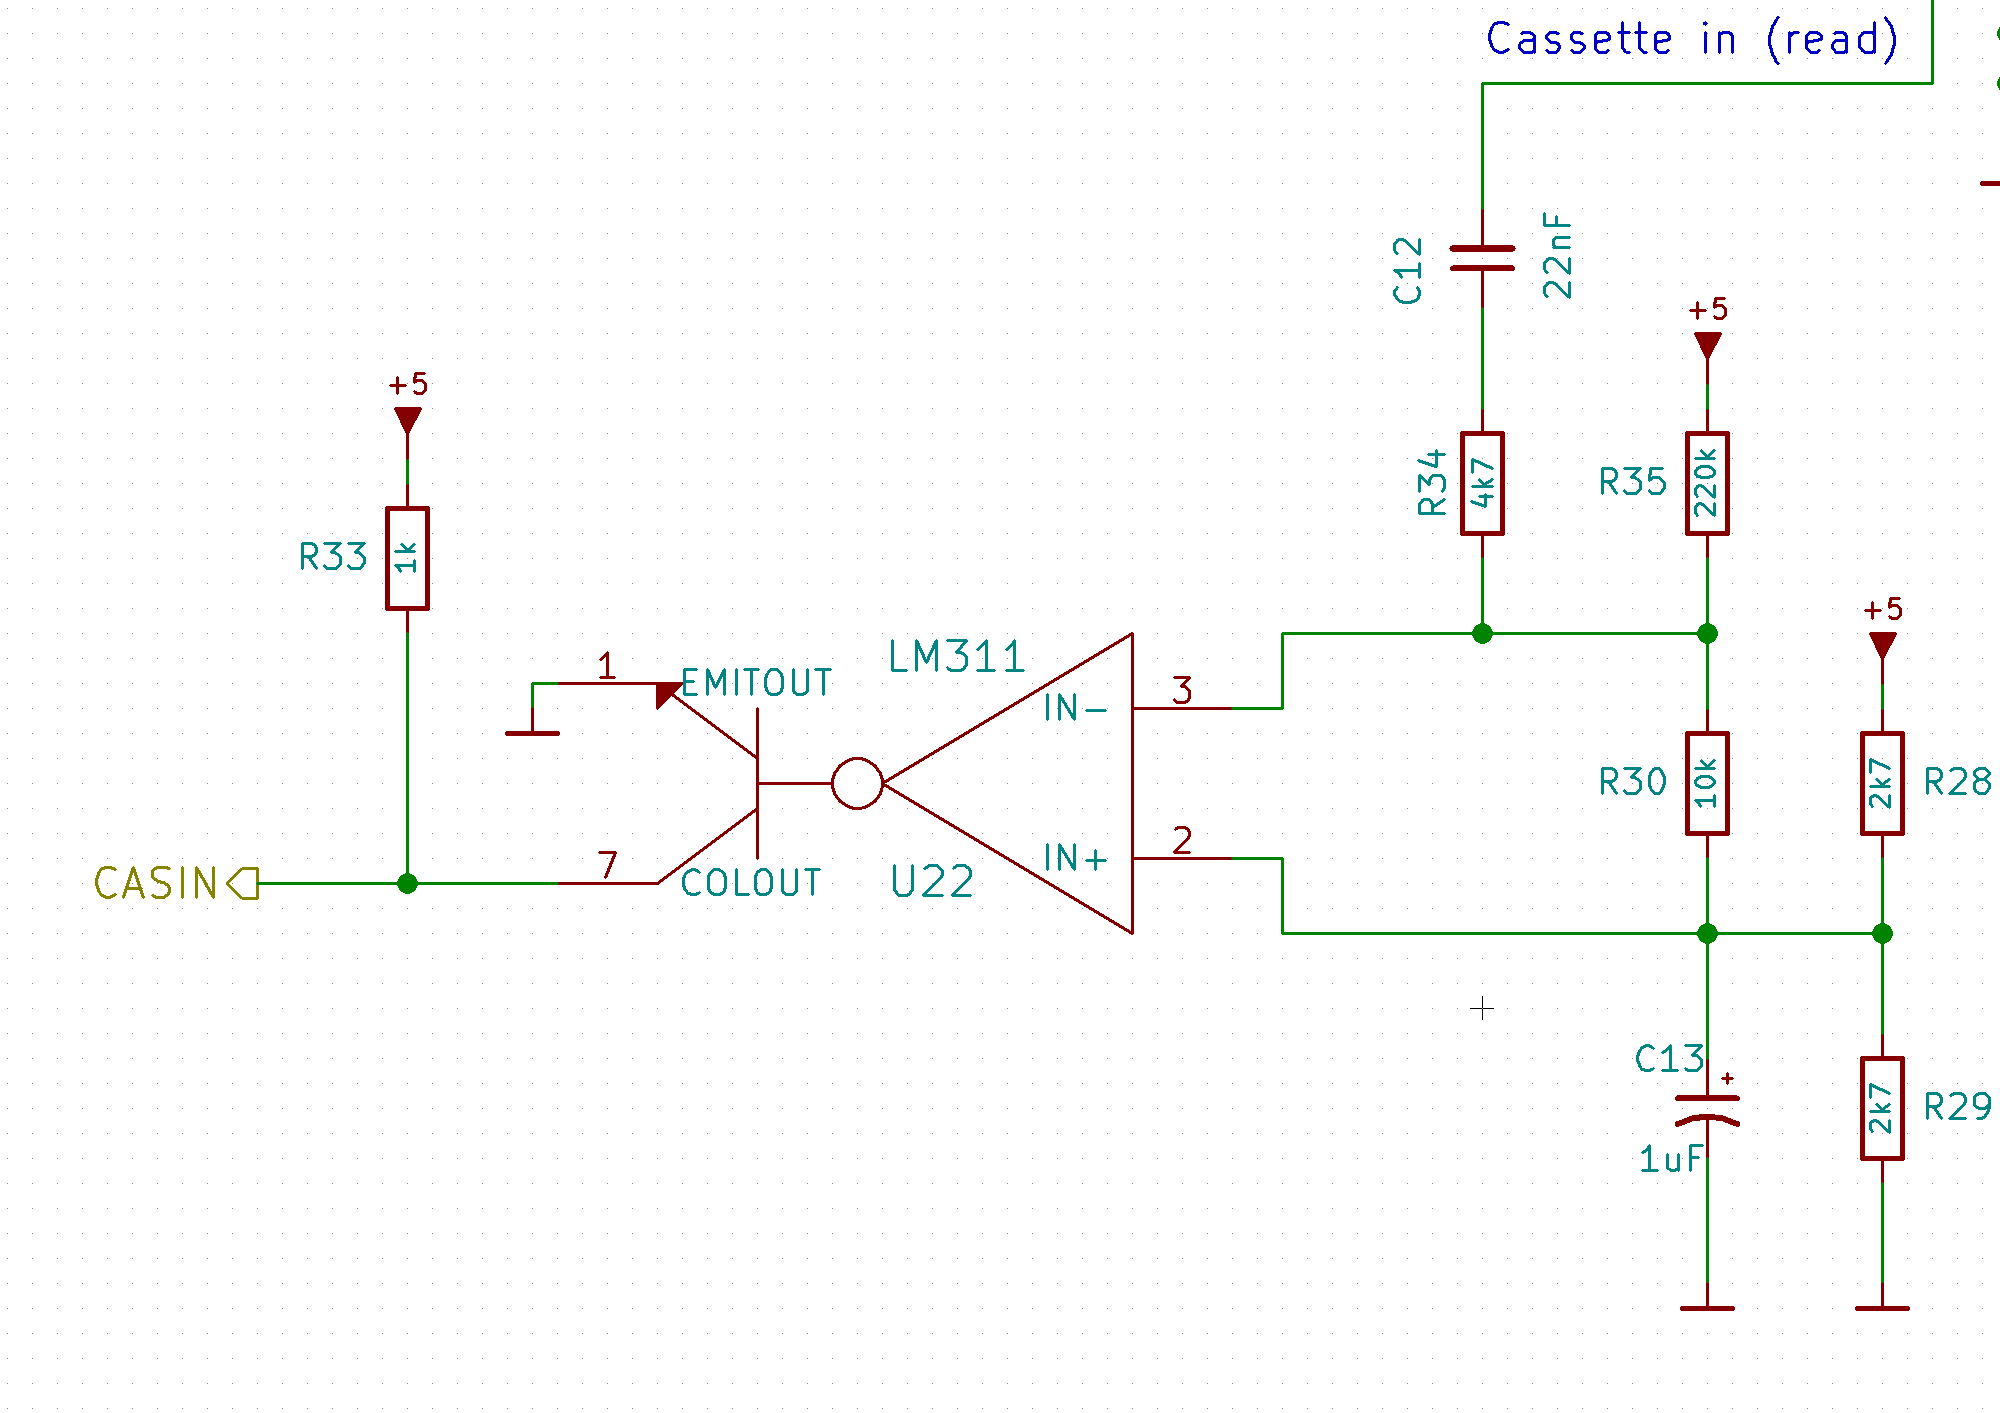 Cassette in (read)
C12
22nF
+5
+5
R34
4k7
R35
220k
R33
1k
+5
1
EMITOUT
LM311
3
IN-
R30
10k
2k7
R28
2
IN+
7
COLOUT
U22
CASIN
C13
+
1uF
2k7
R29